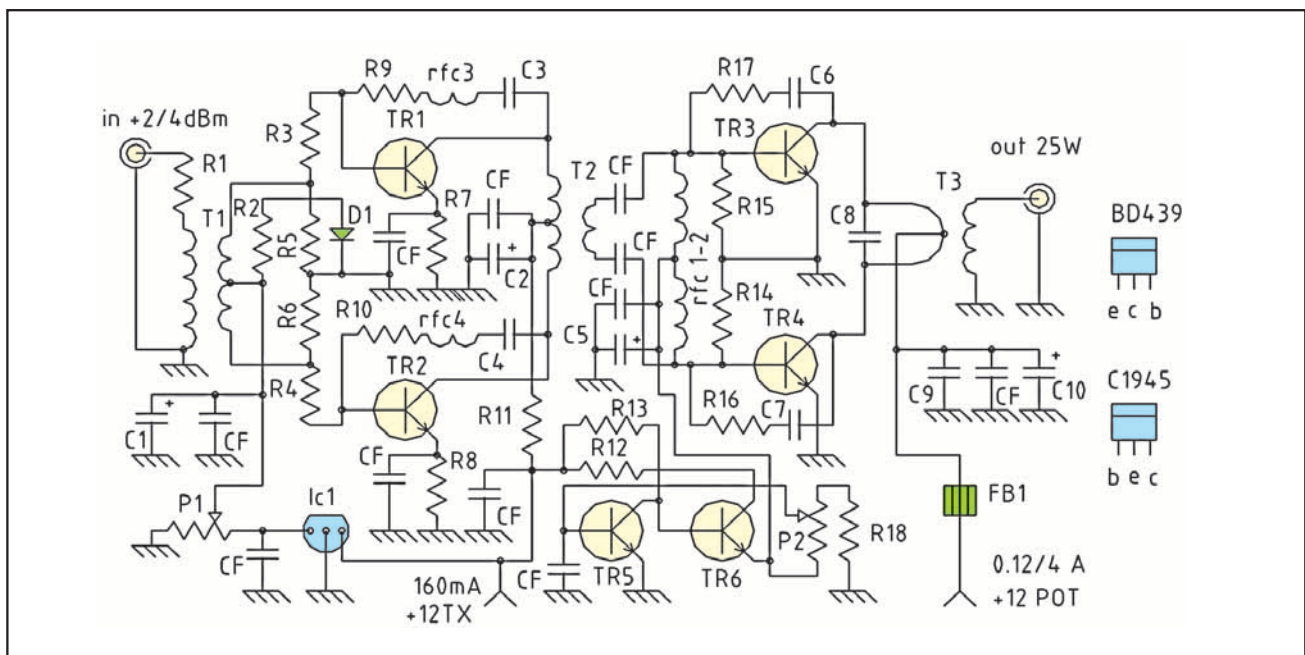 in +2/4dBm
R1
T1
R2
R3
R5
D1
R6
R4
R9
rfc3
C3
TR1
CF
R7
CF
C2
R10
rfc4
C4
TR2
R11
CF
R8
CF
C1
CF
P1
CF
Ic1
160mA
+12TX
T2
CF
CF
CF
C5
rfc 1-2
R17
C6
TR3
R15
R14
TR4
R16
C7
C8
T3
out 25W
R13
R12
CF
TR5
TR6
P2
R18
C9
CF
C10
FB1
0.12/4 A
+12 POT
BD439
e c b
C1945
b e c